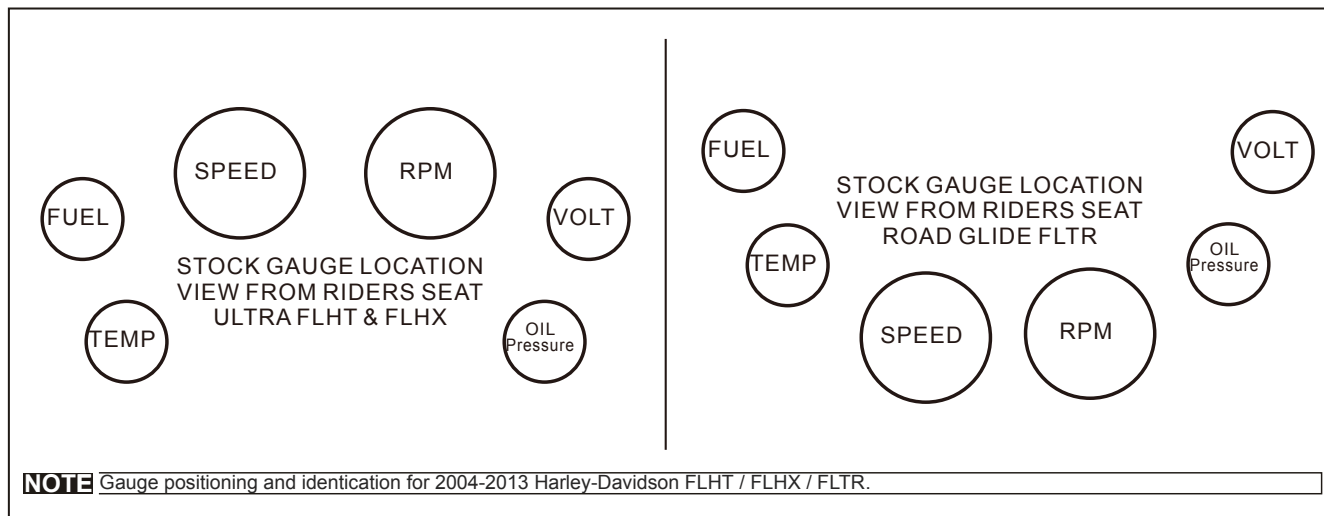 SPEED
RPM
FUEL
VOLT
STOCK GAUGE LOCATION
VIEW FROM RIDERS SEAT
ULTRA FLHT & FLHX
TEMP
OIL
Pressure
FUEL
VOLT
STOCK GAUGE LOCATION
VIEW FROM RIDERS SEAT
ROAD GLIDE FLTR
TEMP
OIL
Pressure
SPEED
RPM
NOTE Gauge positioning and identication for 2004-2013 Harley-Davidson FLHT / FLHX / FLTR.